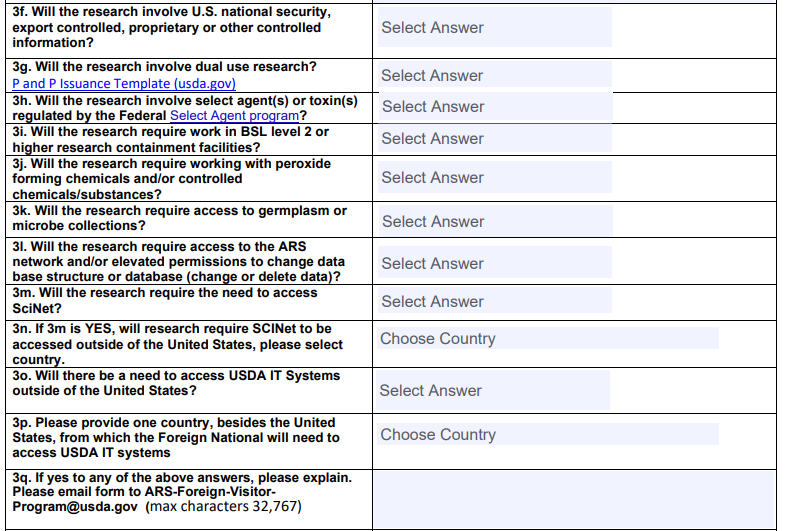 3f. Will the research involve U.S. national security,
export controlled, proprietary or other controlled
information?
Select Answer
3g. Will the research involve dual use research?
P and P Issuance Template (usda.gov)
Select Answer
3h. Will the research involve select agent(s) or toxin(s)
regulated by the Federal Select Agent program?
Select Answer
3i. Will the research require work in BSL level 2 or
higher research containment facilities?
Select Answer
3j. Will the research require working with peroxide
forming chemicals and/or controlled
chemicals/substances?
Select Answer
3k. Will the research require access to germplasm or
microbe collections?
Select Answer
3l. Will the research require access to the ARS
network and/or elevated permissions to change data
base structure or database (change or delete data)?
Select Answer
3m. Will the research require the need to access
SciNet?
Select Answer
3n. If 3m is YES, will research require SCINet to be
accessed outside of the United States, please select
country.
Choose Country
3o. Will there be a need to access USDA IT Systems
outside of the United States?
Select Answer
3p. Please provide one country, besides the United
States, from which the Foreign National will need to
access USDA IT systems
Choose Country
3q. If yes to any of the above answers, please explain.
Please email form to ARS-Foreign-Visitor-
Program@usda.gov (max characters 32,767)